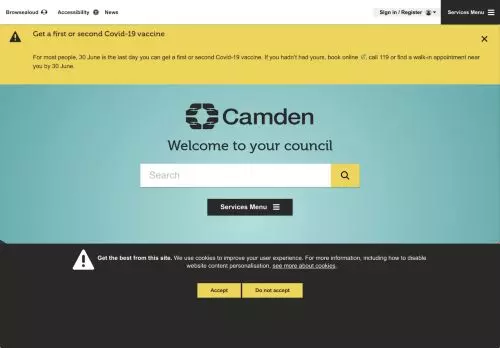 Browsealoud
Accessibility
News
Sign in / Register
Services Menu
Get a first or second Covid-19 vaccine
For most people, 30 June is the last day you can get a first or second Covid-19 vaccine. If you hadn't had yours, book online, call 119 or find a walk-in appointment near
you by 30 June.
Camden
Welcome to your council
Search
Services Menu
Get the best from this site. We use cookies to improve your user experience. For more information, including how to disable
website content personalisation, see more about cookies.
Accept
Do not accept